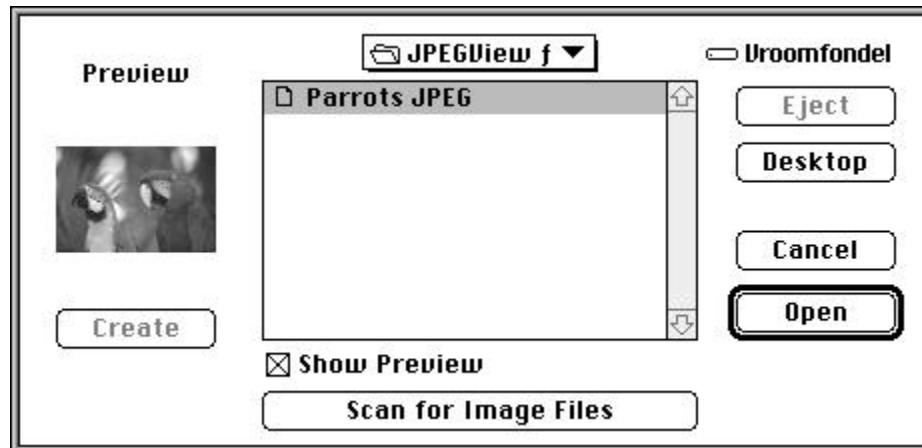 Preview
JPEGView ƒ
Vroomfondel
Parrots JPEG
Eject
Desktop
Cancel
Open
Create
Show Preview
Scan for Image Files